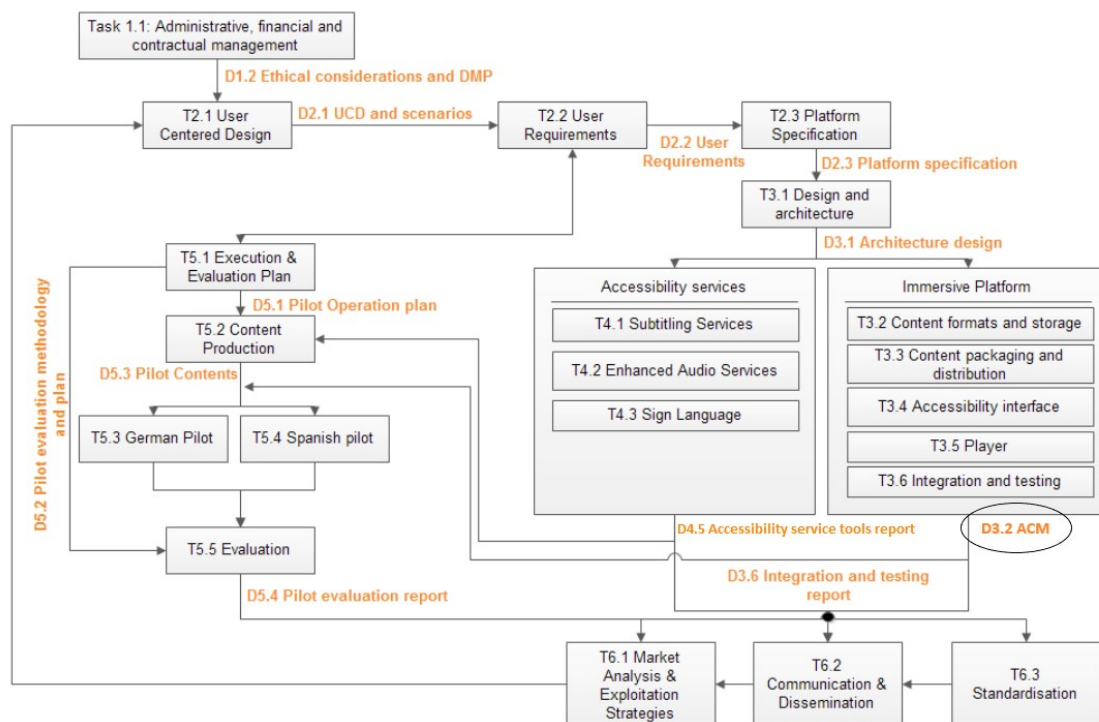 Task 1.1: Administrative, financial and
contractual management
D1.2 Ethical considerations and DMP
T2.1 User
Centered Design
D2.1 UCD and scenarios
T2.2 User
Requirements
D2.2 User
Requirements
T2.3 Platform
Specification
D2.3 Platform specification
T3.1 Design and
architecture
D3.1 Architecture design
T5.1 Execution &
Evaluation Plan
D5.1 Pilot Operation plan
T5.2 Content
Production
D5.3 Pilot Contents
T5.3 German Pilot
T5.4 Spanish pilot
D5.2 Pilot evaluation methodology
and plan
T5.5 Evaluation
D5.4 Pilot evaluation report
Accessibility services
T4.1 Subtitling Services
T4.2 Enhanced Audio Services
T4.3 Sign Language
Immersive Platform
T3.2 Content formats and storage
T3.3 Content packaging and
distribution
T3.4 Accessibility interface
T3.5 Player
T3.6 Integration and testing
D4.5 Accessibility service tools report
D3.2 ACM
D3.6 Integration and testing
report
T6.1 Market
Analysis &
Exploitation
Strategies
T6.2
Communication &
Dissemination
T6.3
Standardisation